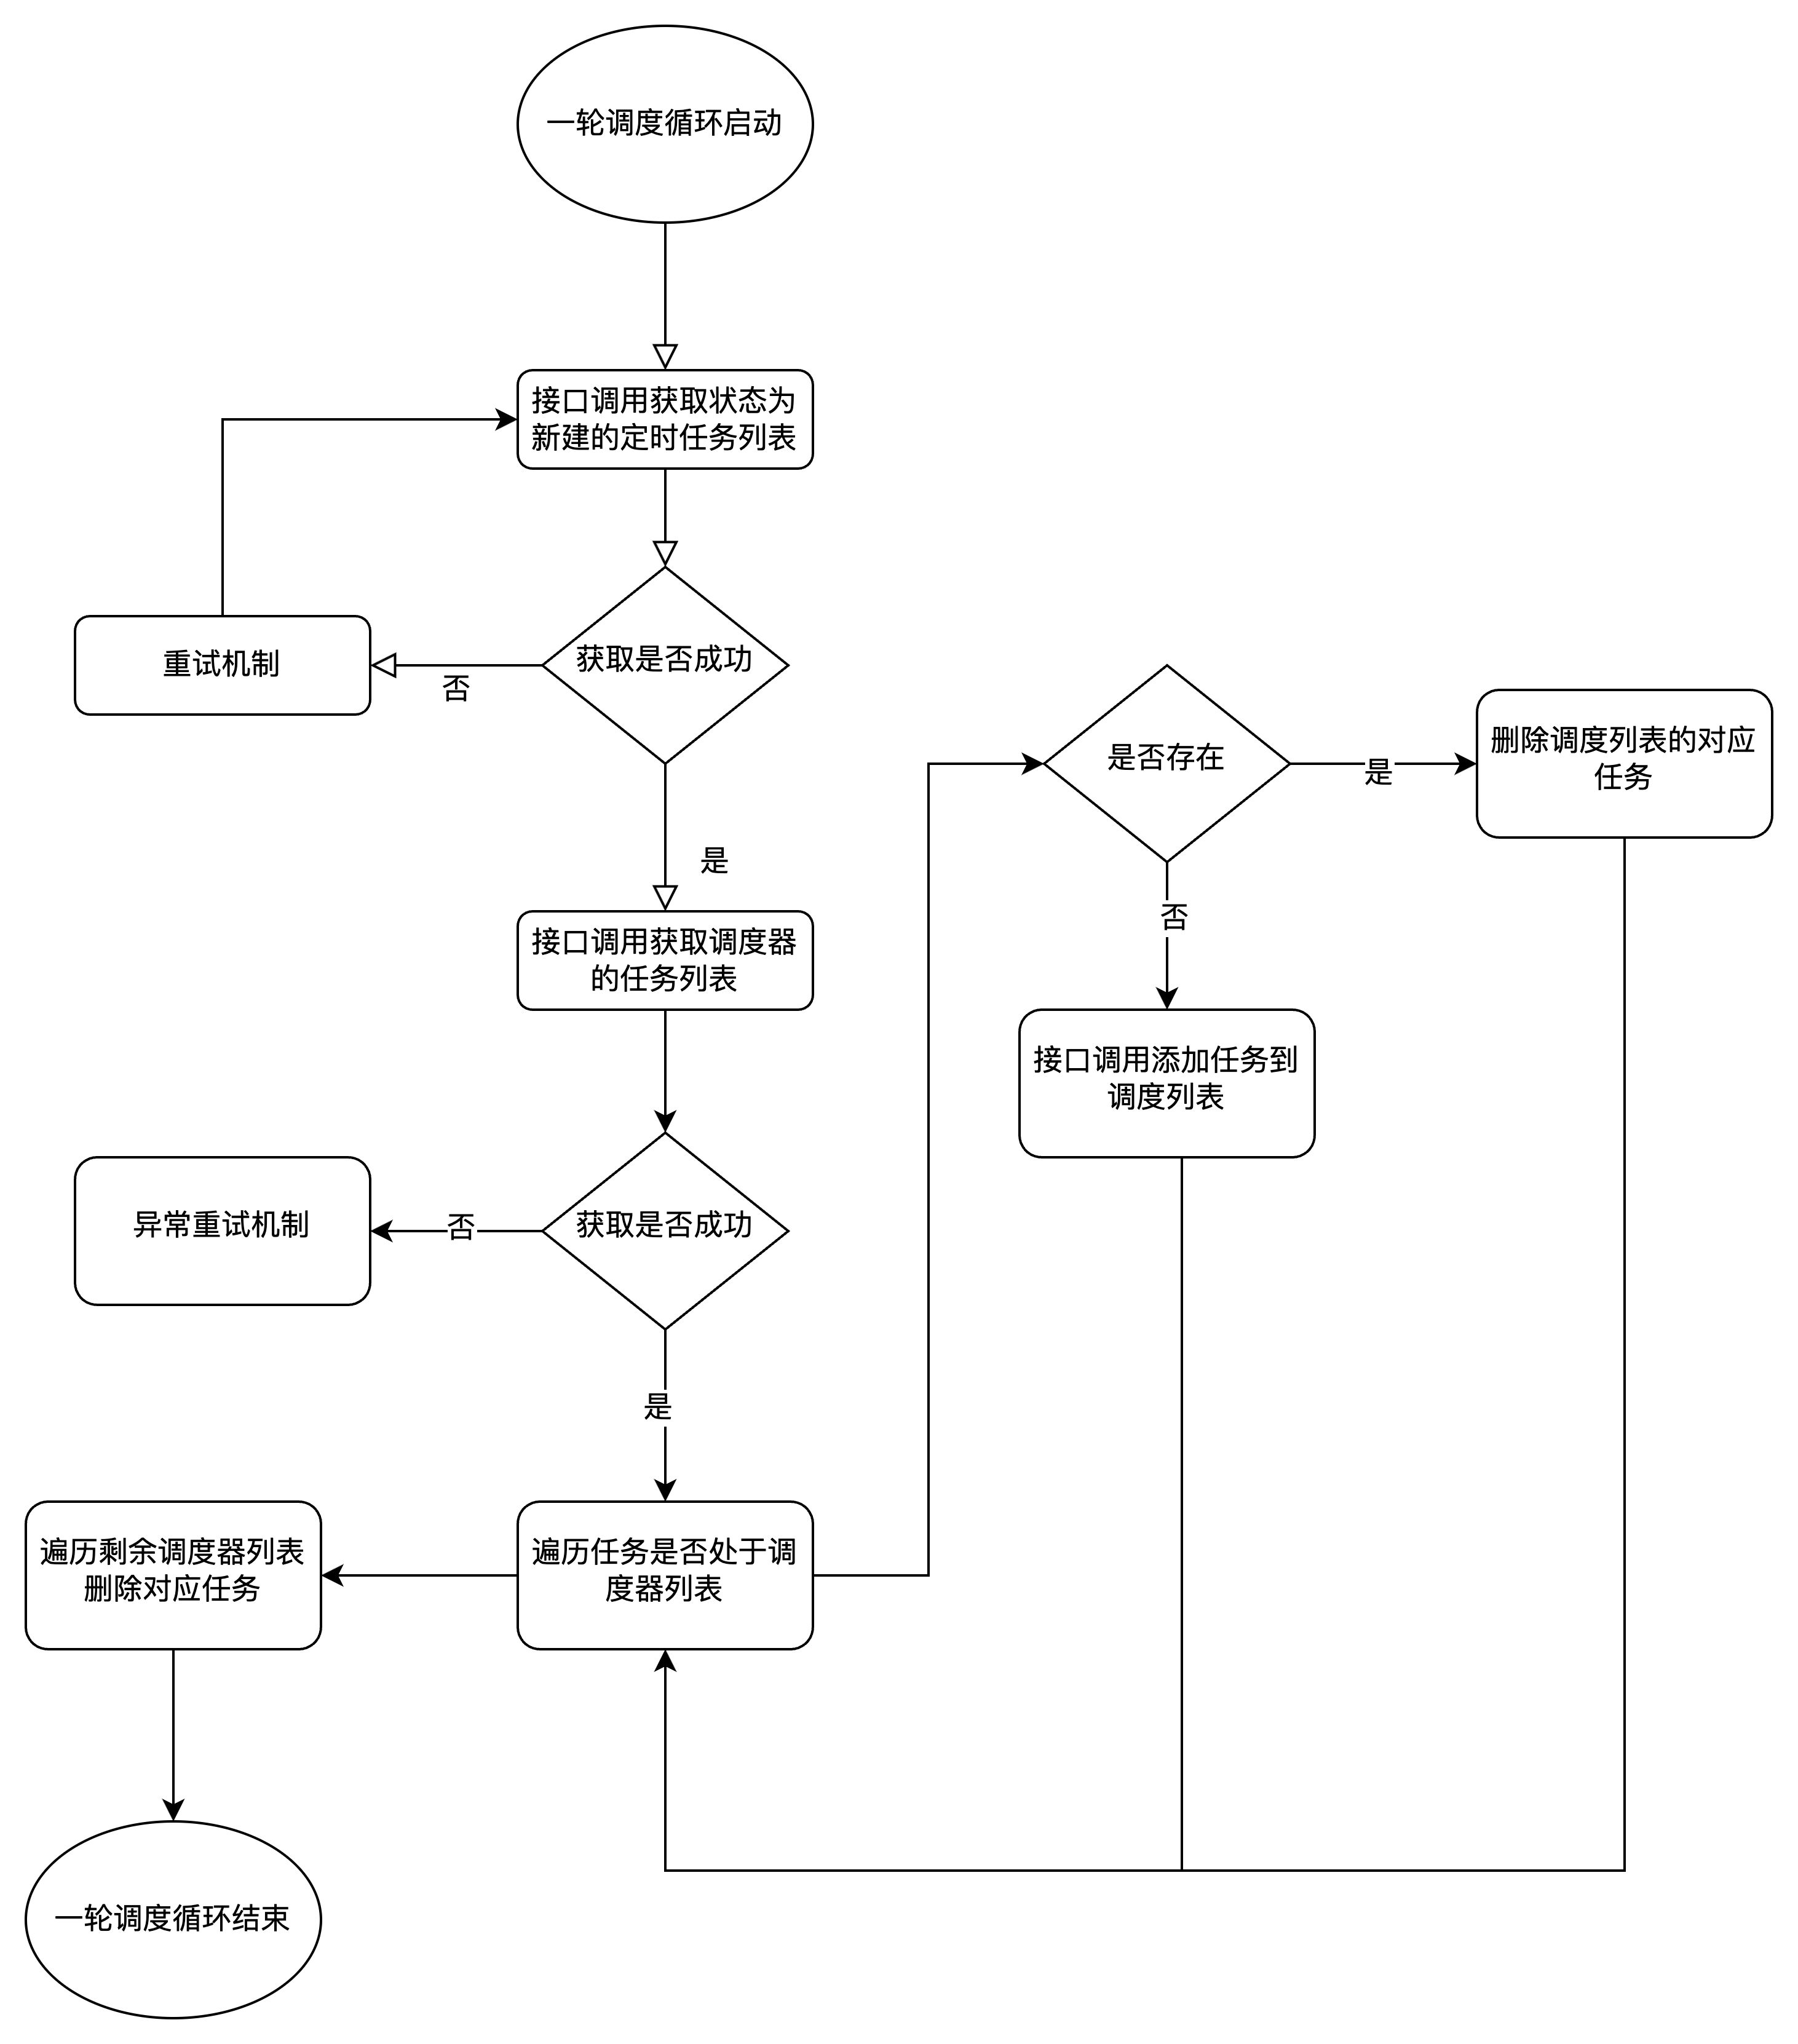 一轮调度循环启动
接口调用获取状态为
新建的定时任务列表
重试机制
否
获取是否成功
是
接口调用获取调度器
的任务列表
异常重试机制
否
获取是否成功
是
遍历剩余调度器列表
删除对应任务
遍历任务是否处于调
度器列表
一轮调度循环结束
是否存在
是
删除调度列表的对应
任务
否
接口调用添加任务到
调度列表